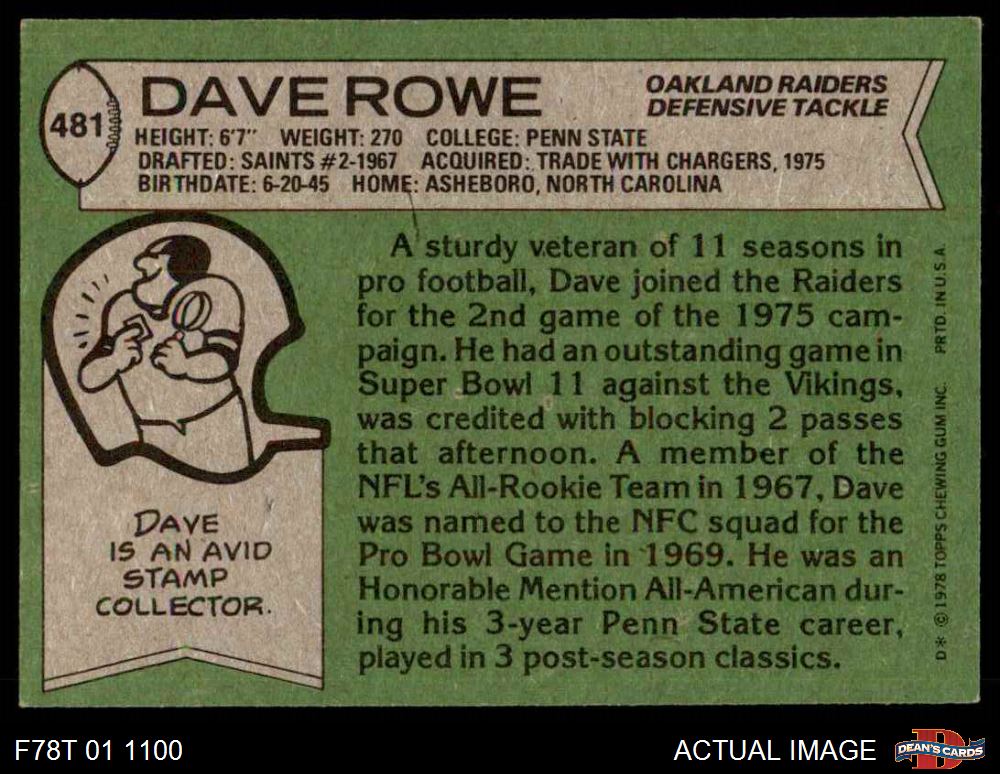 481
DAVE ROWE
OAKLAND RAIDERS
DEFENSIVE TACKLE
HEIGHT: 6'7" WEIGHT: 270 COLLEGE: PENN STATE
DRAFTED: SAINTS #2-1967 ACQUIRED: TRADE WITH CHARGERS, 1975
BIRTHDATE: 6-20-45 HOME: ASHEBORO, NORTH CAROLINA
A sturdy veteran of 11 seasons in
pro football, Dave joined the Raiders
for the 2nd game of the 1975 cam-
paign. He had an outstanding game in
Super Bowl 11 against the Vikings,
was credited with blocking 2 passes
that afternoon. A member of the
NFL's All-Rookie Team in 1967, Dave
was named to the NFC squad for the
Pro Bowl Game in 1969. He was an
Honorable Mention All-American dur-
ing his 3-year Penn State career,
played in 3 post-season classics.
DAVE
IS AN AVID
STAMP
COLLECTOR.
D* © 1978 TOPPS CHEWING GUM INC. PRTD. IN U.S.A.
F78T 01 1100
ACTUAL IMAGE
D
DEAN'S CARDS